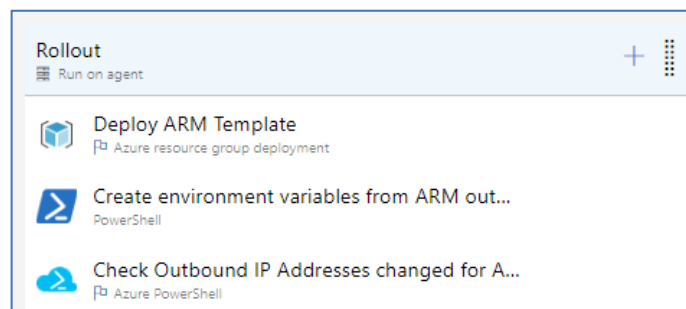 Rollout
Run on agent
Deploy ARM Template
Azure resource group deployment
Create environment variables from ARM out...
PowerShell
Check Outbound IP Addresses changed for A...
Azure PowerShell